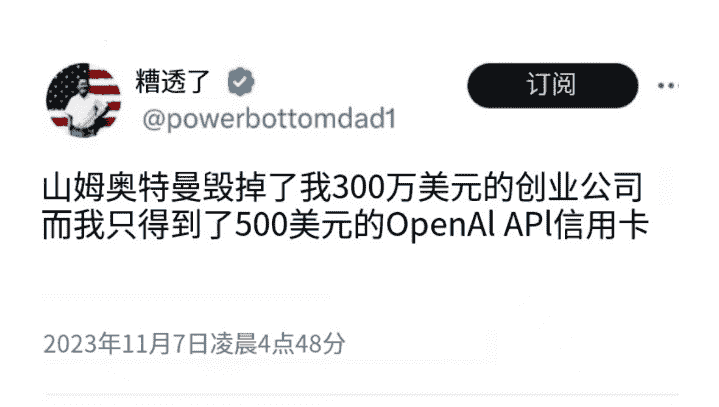 糟透了
订阅
@powerbottomdad1
山姆奥特曼毁掉了我300万美元的创业公司
而我只得到了500美元的OpenAl APl信用卡
2023年11月7日凌晨4点48分